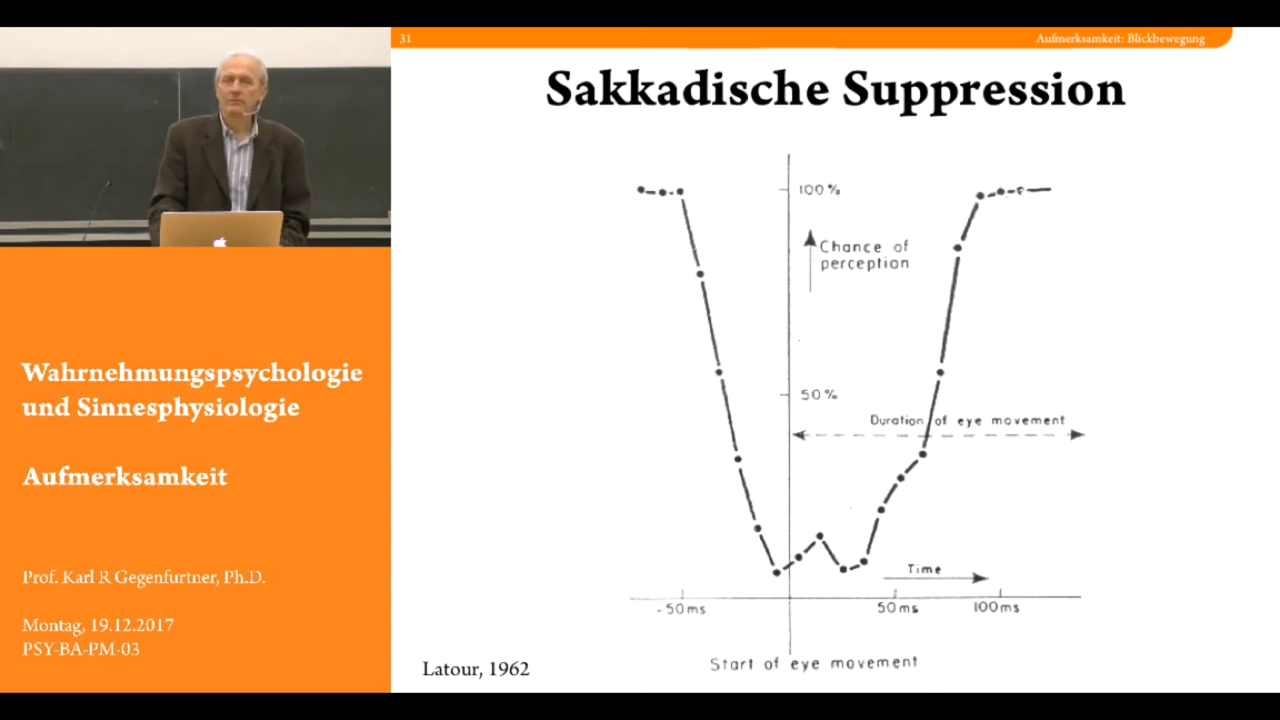 31
Aufmerksamkeit: Blickbewegung
Sakkadische Suppression
100%
Chance of
perception
50%
Duration of eye movement
Time
- 50ms
50ms
100ms
Start of eye movement
Latour, 1962
Wahrnehmungspsychologie
und Sinnesphysiologie
Aufmerksamkeit
Prof. Karl R Gegenfurtner, Ph.D.
Montag, 19.12.2017
PSY-BA-PM-03